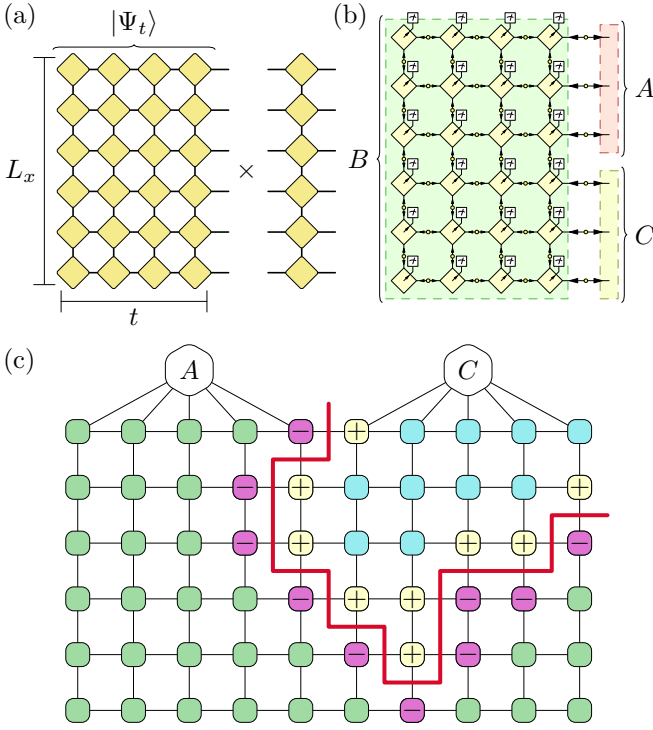 (a)
|Ψ_t⟩
L_x
t
×
(b)
B
A
C
(c)
A
C
− +
− + +
− + + + −
− + + − −
− + −
−